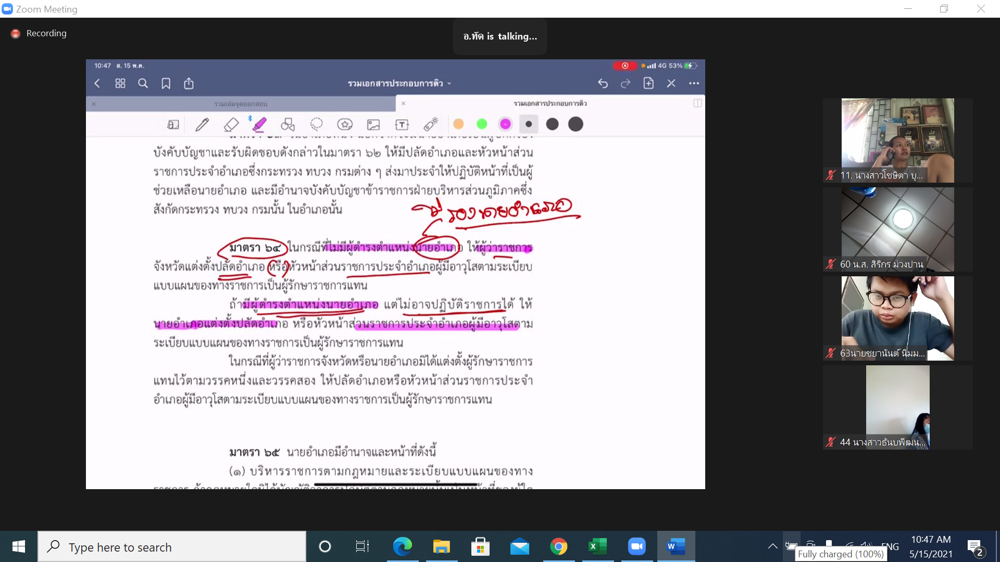 Zoom Meeting
Recording
อ.ทัด is talking...
10:47 ส. 15 พ.ค.
4G 53%
รวมเอกสารประกอบการติว
รวมเล่มจุดออกสอบ
รวมเอกสารประกอบการติว
บังคับบัญชาและรับผิดชอบดังกล่าวในมาตรา ๖๒ ให้มีปลัดอำเภอและหัวหน้าส่วน
ราชการประจำอำเภอซึ่งกระทรวง ทบวง กรมต่าง ๆ ส่งมาประจำให้ปฏิบัติหน้าที่เป็นผู้
ช่วยเหลือนายอำเภอ และมีอำนาจบังคับบัญชาข้าราชการฝ่ายบริหารส่วนภูมิภาคซึ่ง
สังกัดกระทรวง ทบวง กรมนั้น ในอำเภอนั้น
รองนายอำเภอ
มาตรา ๖๔ ในกรณีที่ไม่มีผู้ดำรงตำแหน่งนายอำเภอ ให้ผู้ว่าราชการ
จังหวัดแต่งตั้งปลัดอำเภอ หรือหัวหน้าส่วนราชการประจำอำเภอผู้มีอาวุโสตามระเบียบ
แบบแผนของทางราชการเป็นผู้รักษาราชการแทน
ถ้ามีผู้ดำรงตำแหน่งนายอำเภอ แต่ไม่อาจปฏิบัติราชการได้ ให้
นายอำเภอแต่งตั้งปลัดอำเภอ หรือหัวหน้าส่วนราชการประจำอำเภอผู้มีอาวุโสตาม
ระเบียบแบบแผนของทางราชการเป็นผู้รักษาราชการแทน
ในกรณีที่ผู้ว่าราชการจังหวัดหรือนายอำเภอมิได้แต่งตั้งผู้รักษาราชการ
แทนไว้ตามวรรคหนึ่งและวรรคสอง ให้ปลัดอำเภอหรือหัวหน้าส่วนราชการประจำ
อำเภอผู้มีอาวุโสตามระเบียบแบบแผนของทางราชการเป็นผู้รักษาราชการแทน
มาตรา ๖๕ นายอำเภอมีอำนาจและหน้าที่ดังนี้
(๑) บริหารราชการตามกฎหมายและระเบียบแบบแผนของทาง
11. นางสาวโชษิตา บุ...
60 น.ส. สิริกร ม่วงปาน
63นายชยานันต์ นิมม...
44 นางสาวธันบพีฒน...
Type here to search
ENG
10:47 AM
5/15/2021
2
Fully charged (100%)